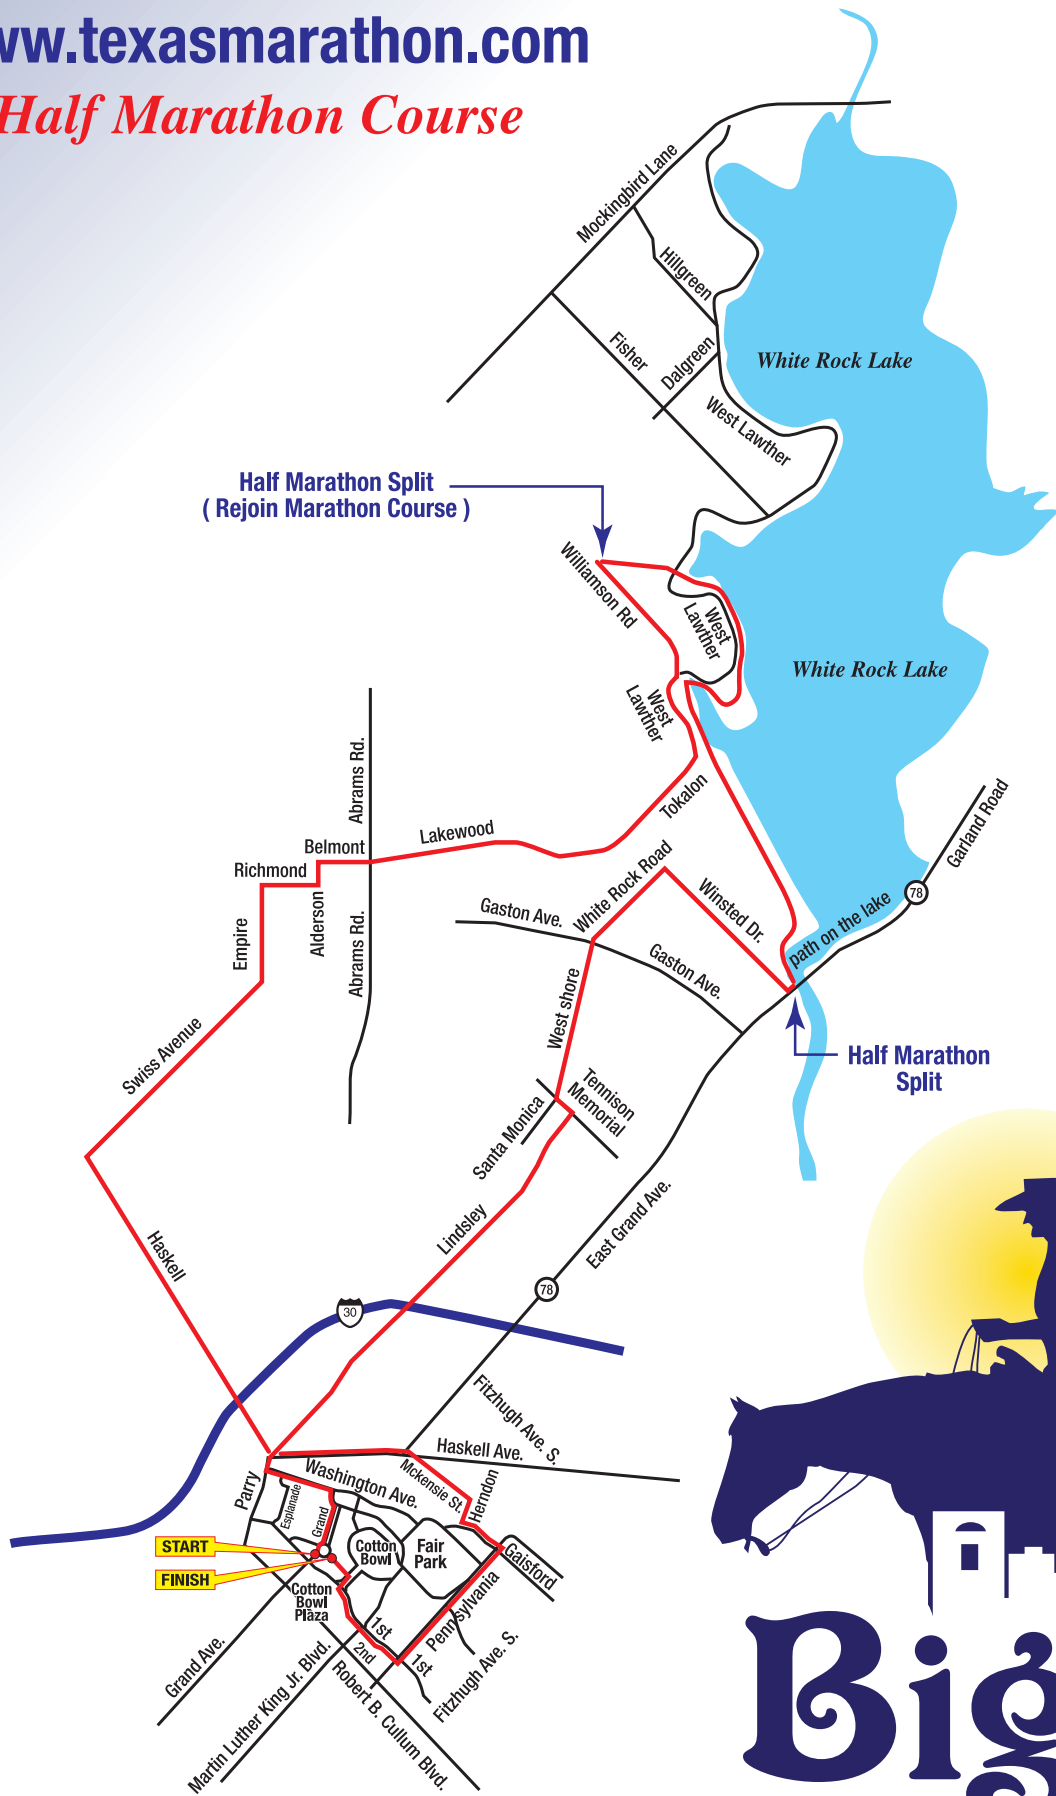 ww.texasmarathon.com
Half Marathon Course
Mockingbird Lane
Hillgreen
Fisher
Dalgreen
White Rock Lake
West Lawther
Half Marathon Split
( Rejoin Marathon Course )
Williamson Rd
West
Lawther
White Rock Lake
West
Lawther
Abrams Rd.
Tokalon
Garland Road
Lakewood
Belmont
Richmond
White Rock Road
Winsted Dr.
78
path on the lake
Gaston Ave.
Alderson
Empire
Abrams Rd.
Gaston Ave.
West shore
Swiss Avenue
Half Marathon
Split
Tennison
Memorial
Santa Monica
Lindsley
East Grand Ave.
Haskell
78
30
Fitzhugh Ave. S.
Haskell Ave.
Washington Ave.
Mckensie St.
Herndon
Parry
Esplanade
Grand
START
FINISH
Cotton
Bowl
Fair
Park
Gaisford
Cotton
Bowl
Plaza
1st
2nd
Pennsylvania
1st
Fitzhugh Ave. S.
Grand Ave.
Martin Luther King Jr. Blvd.
Robert B. Cullum Blvd.
Big